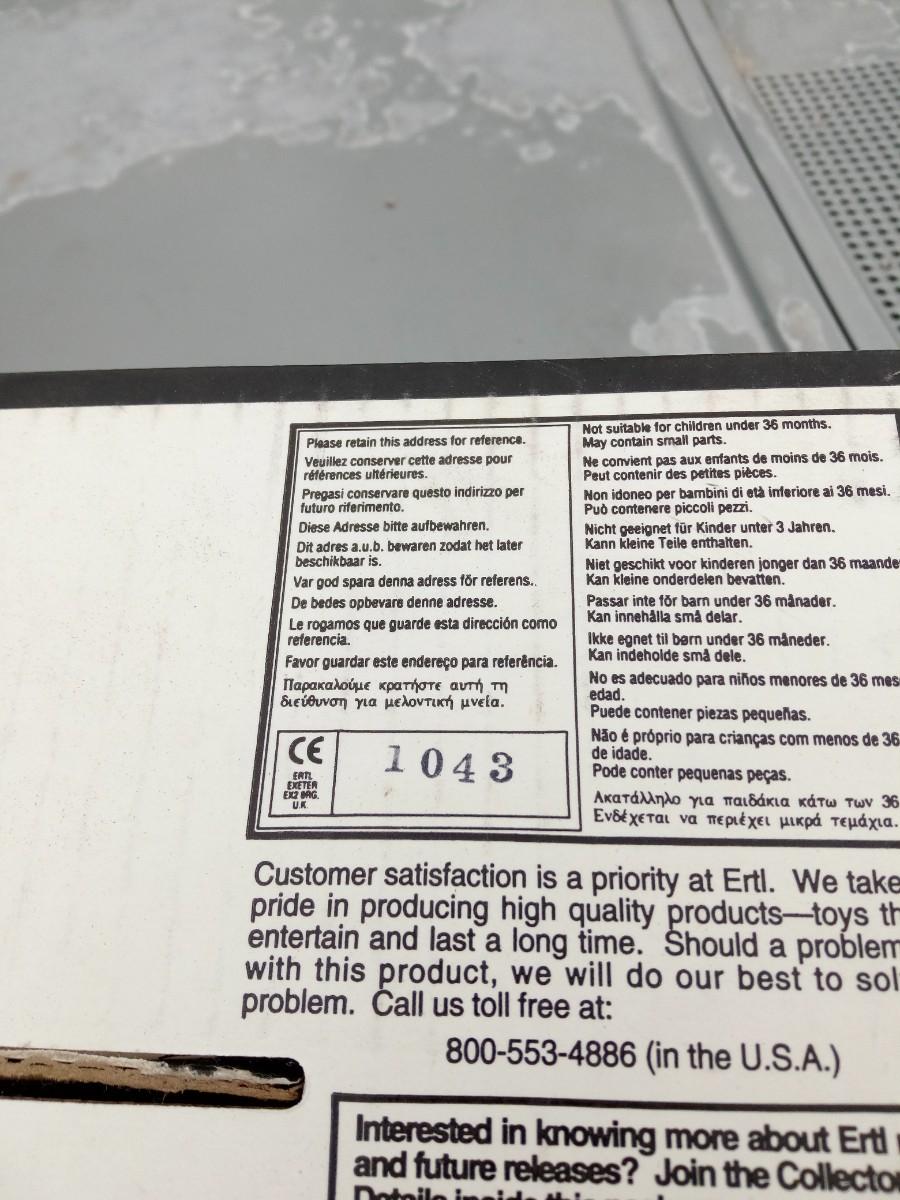 Please retain this address for reference.
Veuillez conserver cette adresse pour
références ultérieures.
Pregasi conservare questo indirizzo per
futuro riferimento.
Diese Adresse bitte aufbewahren.
Dit adres a.u.b. bewaren zodat het later
beschikbaar is.
Var god spara denna adress för referens..
De bedes opbevare denne adresse.
Le rogamos que guarde esta dirección como
referencia.
Favor guardar este endereço para referência.
Παρακαλούμε κρατήστε αυτή τη
διεύθυνση για μελοντική μνεία.
CE
ERTL
EXETER
EX2
U.K.
1043
Not suitable for children under 36 months.
May contain small parts.
Ne convient pas aux enfants de moins de 36 mois.
Peut contenir des petites pièces.
Non idoneo per bambini di età inferiore ai 36 mesi.
Può contenere piccoli pezzi.
Nicht geeignet für Kinder unter 3 Jahren.
Kann kleine Teile enthalten.
Niet geschikt voor kinderen jonger dan 36 maande
Kan kleine onderdelen bevatten.
Passar inte för barn under 36 månader.
Kan innehålla små delar.
Ikke egnet til børn under 36 måneder.
Kan indeholde små dele.
No es adecuado para niños menores de 36 mes
edad.
Puede contener piezas pequeñas.
Não é próprio para crianças com menos de 36
de idade.
Pode conter pequenas peças.
Ακατάλληλο για παιδάκια κάτω των 36
Ενδέχεται να περιέχει μικρά τεμάχια.
Customer satisfaction is a priority at Ertl. We take
pride in producing high quality products—toys th
entertain and last a long time. Should a problem
with this product, we will do our best to sol
problem. Call us toll free at:
800-553-4886 (in the U.S.A.)
Interested in knowing more about Ertl
and future releases? Join the Collector
Details inside this